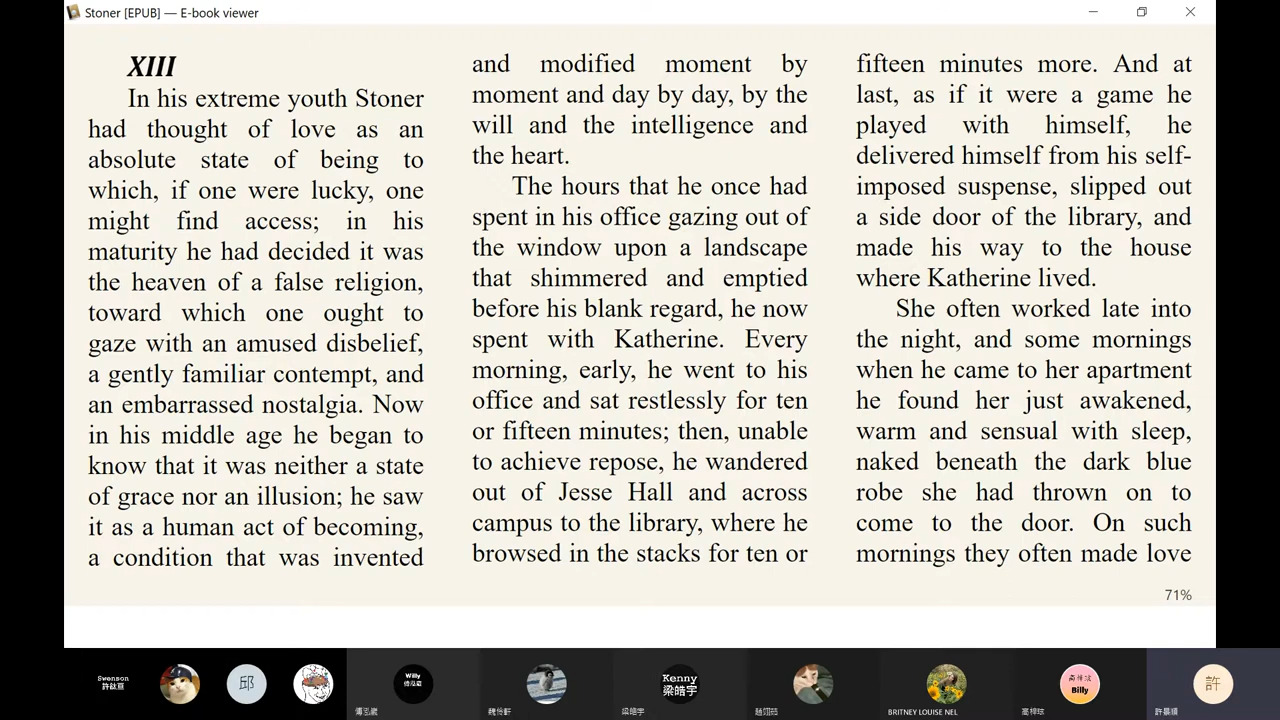 Stoner [EPUB] — E-book viewer
XIII
In his extreme youth Stoner
had thought of love as an
absolute state of being to
which, if one were lucky, one
might find access; in his
maturity he had decided it was
the heaven of a false religion,
toward which one ought to
gaze with an amused disbelief,
a gently familiar contempt, and
an embarrassed nostalgia. Now
in his middle age he began to
know that it was neither a state
of grace nor an illusion; he saw
it as a human act of becoming,
a condition that was invented
and modified moment by
moment and day by day, by the
will and the intelligence and
the heart.
The hours that he once had
spent in his office gazing out of
the window upon a landscape
that shimmered and emptied
before his blank regard, he now
spent with Katherine. Every
morning, early, he went to his
office and sat restlessly for ten
or fifteen minutes; then, unable
to achieve repose, he wandered
out of Jesse Hall and across
campus to the library, where he
browsed in the stacks for ten or
fifteen minutes more. And at
last, as if it were a game he
played with himself, he
delivered himself from his self-
imposed suspense, slipped out
a side door of the library, and
made his way to the house
where Katherine lived.
She often worked late into
the night, and some mornings
when he came to her apartment
he found her just awakened,
warm and sensual with sleep,
naked beneath the dark blue
robe she had thrown on to
come to the door. On such
mornings they often made love
71%
Swenson
邱
Willy
Kenny
梁皓宇
Billy
許
梁皓宇
BRITNEY LOUISE NEL